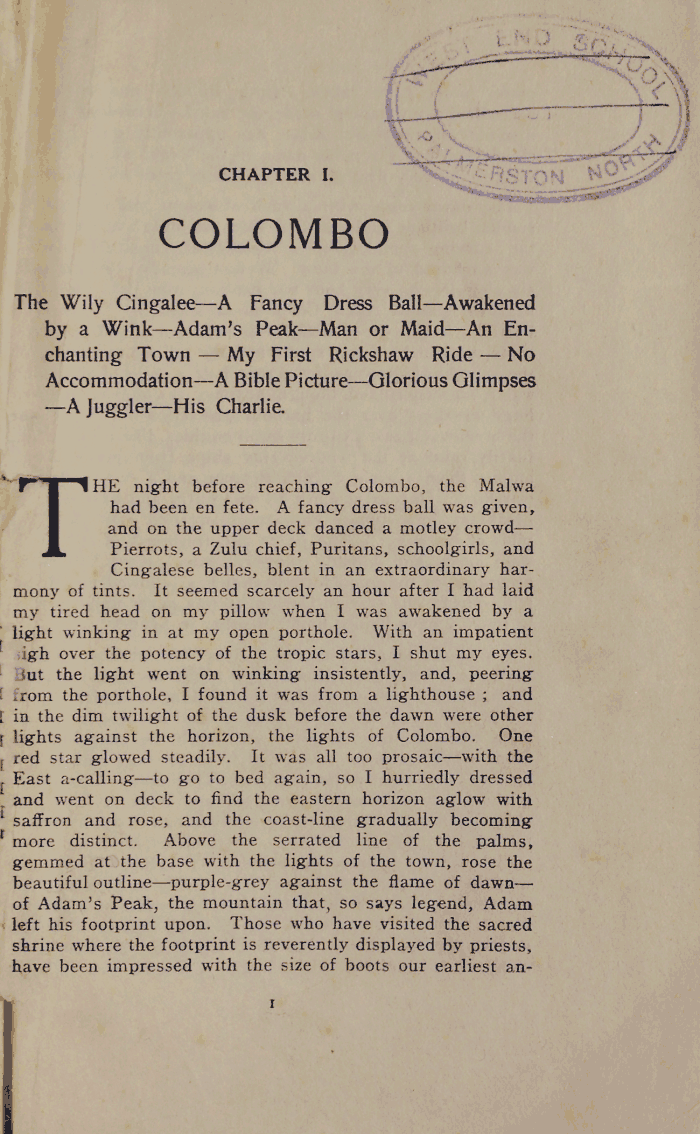 WEST END SCHOOL
PALMERSTON NORTH
CHAPTER I.
COLOMBO
The Wily Cingalee—A Fancy Dress Ball—Awakened
by a Wink—Adam's Peak—Man or Maid—An En-
chanting Town — My First Rickshaw Ride — No
Accommodation—A Bible Picture—Glorious Glimpses
—A Juggler—His Charlie.
THE night before reaching Colombo, the Malwa
had been en fete. A fancy dress ball was given,
and on the upper deck danced a motley crowd—
Pierrots, a Zulu chief, Puritans, schoolgirls, and
Cingalese belles, blent in an extraordinary har-
mony of tints. It seemed scarcely an hour after I had laid
my tired head on my pillow when I was awakened by a
light winking in at my open porthole. With an impatient
sigh over the potency of the tropic stars, I shut my eyes.
But the light went on winking insistently, and, peering
from the porthole, I found it was from a lighthouse ; and
in the dim twilight of the dusk before the dawn were other
lights against the horizon, the lights of Colombo. One
red star glowed steadily. It was all too prosaic—with the
East a-calling—to go to bed again, so I hurriedly dressed
and went on deck to find the eastern horizon aglow with
saffron and rose, and the coast-line gradually becoming
more distinct. Above the serrated line of the palms,
gemmed at the base with the lights of the town, rose the
beautiful outline—purple-grey against the flame of dawn—
of Adam's Peak, the mountain that, so says legend, Adam
left his footprint upon. Those who have visited the sacred
shrine where the footprint is reverently displayed by priests,
have been impressed with the size of boots our earliest an-
1